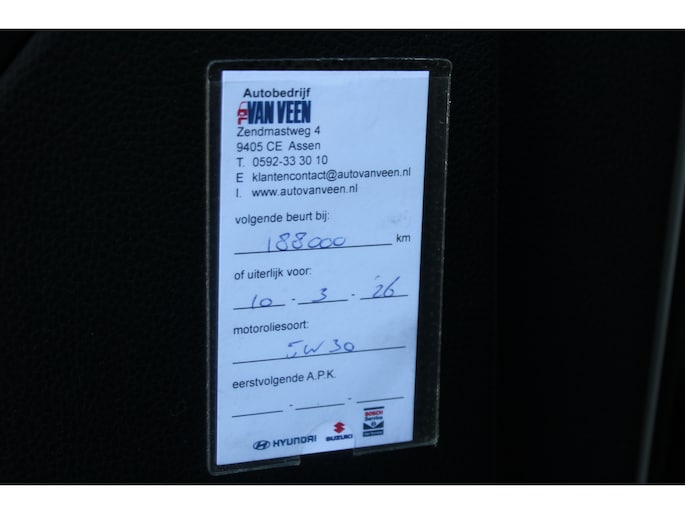 Autobedrijf
VAN VEEN
Zendmastweg 4
9405 CE Assen
T. 0592-33 30 10
E klantencontact@autovanveen.nl
I. www.autovanveen.nl
volgende beurt bij:
188000 km
of uiterlijk voor:
10 - 3 - '26
motoroliesoort:
5W30
eerstvolgende A.P.K.
HYUNDAI SUZUKI BOSCH Service